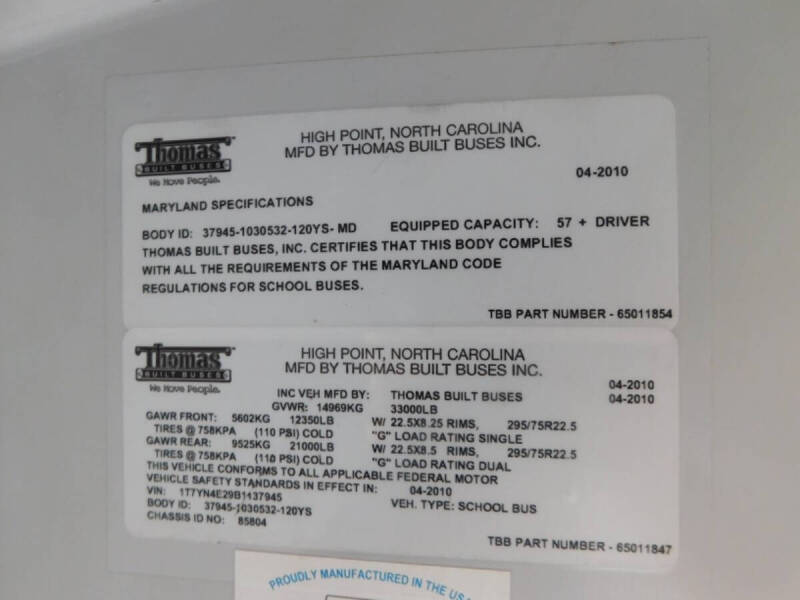 Thomas
BUILT BUSES
We Move People.
HIGH POINT, NORTH CAROLINA
MFD BY THOMAS BUILT BUSES INC.
04-2010
MARYLAND SPECIFICATIONS
BODY ID: 37945-1030532-120YS- MD EQUIPPED CAPACITY: 57 + DRIVER
THOMAS BUILT BUSES, INC. CERTIFIES THAT THIS BODY COMPLIES
WITH ALL THE REQUIREMENTS OF THE MARYLAND CODE
REGULATIONS FOR SCHOOL BUSES.
TBB PART NUMBER - 65011854
Thomas
BUILT BUSES
We Move People.
HIGH POINT, NORTH CAROLINA
MFD BY THOMAS BUILT BUSES INC.
INC VEH MFD BY: THOMAS BUILT BUSES 04-2010
GVWR: 14969KG 33000LB 04-2010
GAWR FRONT: 5602KG 12350LB W/ 22.5X8.25 RIMS, 295/75R22.5
TIRES @ 758KPA (110 PSI) COLD "G" LOAD RATING SINGLE
GAWR REAR: 9525KG 21000LB W/ 22.5X8.5 RIMS, 295/75R22.5
TIRES @ 758KPA (110 PSI) COLD "G" LOAD RATING DUAL
THIS VEHICLE CONFORMS TO ALL APPLICABLE FEDERAL MOTOR
VEHICLE SAFETY STANDARDS IN EFFECT IN: 04-2010
VIN: 1T7YN4E29B1137945 VEH. TYPE: SCHOOL BUS
BODY ID: 37945-1030532-120YS
CHASSIS ID NO: 85804
TBB PART NUMBER - 65011847
PROUDLY MANUFACTURED IN THE USA